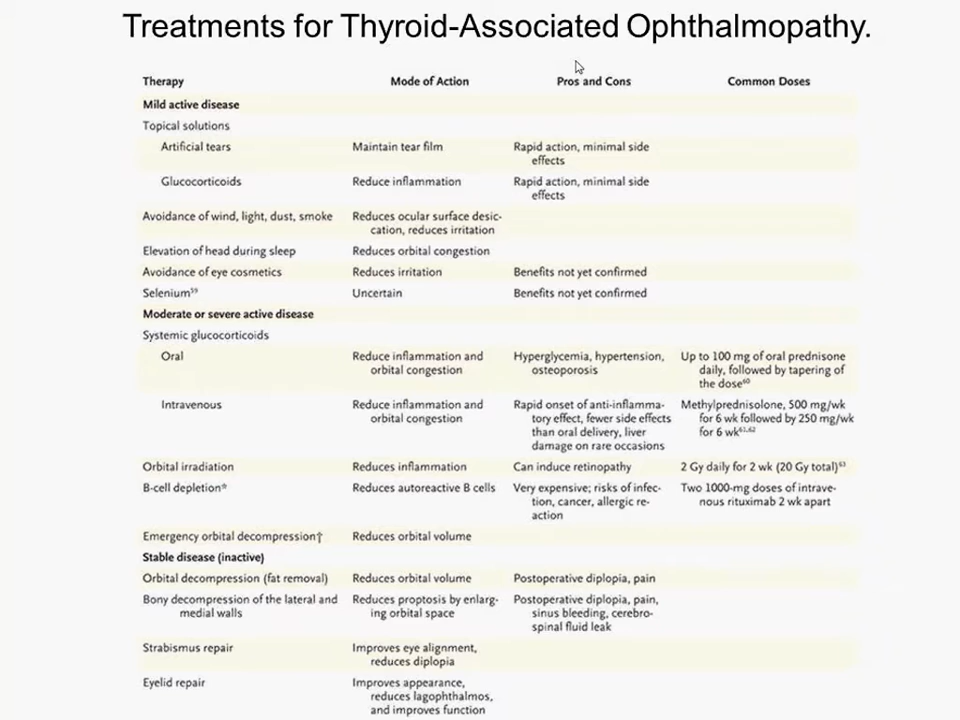 Treatments for Thyroid-Associated Ophthalmopathy.
Therapy Mode of Action Pros and Cons Common Doses
Mild active disease
Topical solutions
Artificial tears Maintain tear film Rapid action, minimal side
effects
Glucocorticoids Reduce inflammation Rapid action, minimal side
effects
Avoidance of wind, light, dust, smoke Reduces ocular surface desic-
cation, reduces irritation
Elevation of head during sleep Reduces orbital congestion
Avoidance of eye cosmetics Reduces irritation Benefits not yet confirmed
Selenium⁵⁹ Uncertain Benefits not yet confirmed
Moderate or severe active disease
Systemic glucocorticoids
Oral Reduce inflammation and Hyperglycemia, hypertension, Up to 100 mg of oral prednisone
orbital congestion osteoporosis daily, followed by tapering of
the dose⁶⁰
Intravenous Reduce inflammation and Rapid onset of anti-inflamma- Methylprednisolone, 500 mg/wk
orbital congestion tory effect, fewer side effects for 6 wk followed by 250 mg/wk
than oral delivery, liver for 6 wk⁶¹,⁶²
damage on rare occasions
Orbital irradiation Reduces inflammation Can induce retinopathy 2 Gy daily for 2 wk (20 Gy total)⁶³
B-cell depletion* Reduces autoreactive B cells Very expensive; risks of infec- Two 1000-mg doses of intrave-
tion, cancer, allergic re- nous rituximab 2 wk apart
action
Emergency orbital decompression† Reduces orbital volume
Stable disease (inactive)
Orbital decompression (fat removal) Reduces orbital volume Postoperative diplopia, pain
Bony decompression of the lateral and Reduces proptosis by enlarg- Postoperative diplopia, pain,
medial walls ing orbital space sinus bleeding, cerebro-
spinal fluid leak
Strabismus repair Improves eye alignment,
reduces diplopia
Eyelid repair Improves appearance,
reduces lagophthalmos,
and improves function